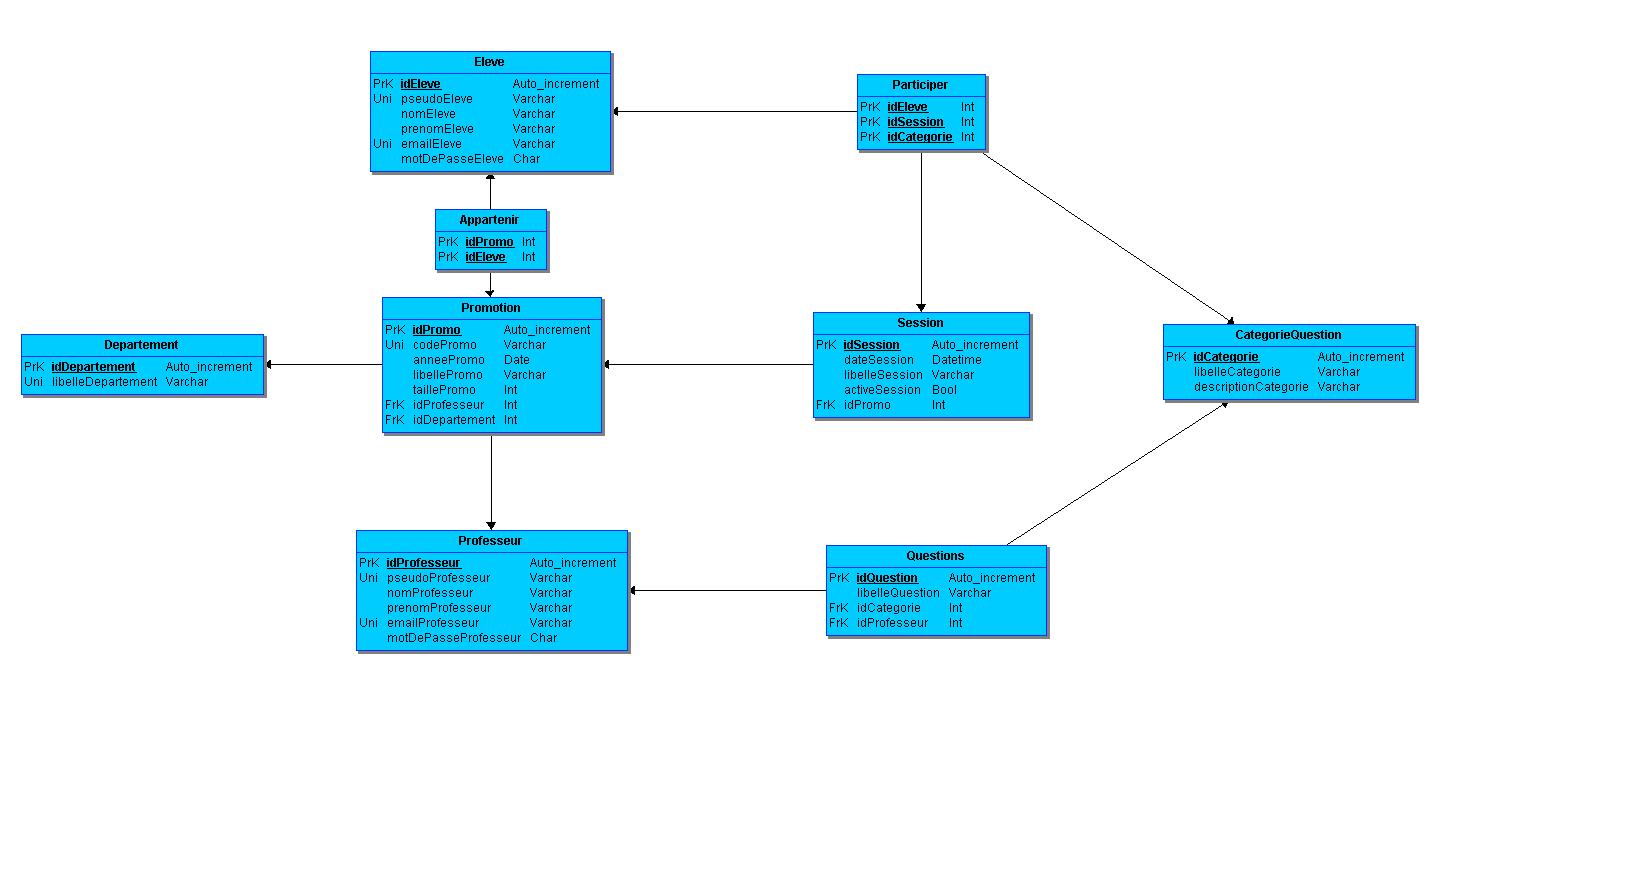 Eleve
PrK idEleve Auto_increment
Uni pseudoEleve Varchar
nomEleve Varchar
prenomEleve Varchar
Uni emailEleve Varchar
motDePasseEleve Char
Participer
PrK idEleve Int
PrK idSession Int
PrK idCategorie Int
Appartenir
PrK idPromo Int
PrK idEleve Int
Promotion
PrK idPromo Auto_increment
Uni codePromo Varchar
anneePromo Date
libellePromo Varchar
taillePromo Int
FrK idProfesseur Int
FrK idDepartement Int
Departement
PrK idDepartement Auto_increment
Uni libelleDepartement Varchar
Session
PrK idSession Auto_increment
dateSession Datetime
libelleSession Varchar
activeSession Bool
FrK idPromo Int
CategorieQuestion
PrK idCategorie Auto_increment
libelleCategorie Varchar
descriptionCategorie Varchar
Professeur
PrK idProfesseur Auto_increment
Uni pseudoProfesseur Varchar
nomProfesseur Varchar
prenomProfesseur Varchar
Uni emailProfesseur Varchar
motDePasseProfesseur Char
Questions
PrK idQuestion Auto_increment
libelleQuestion Varchar
FrK idCategorie Int
FrK idProfesseur Int